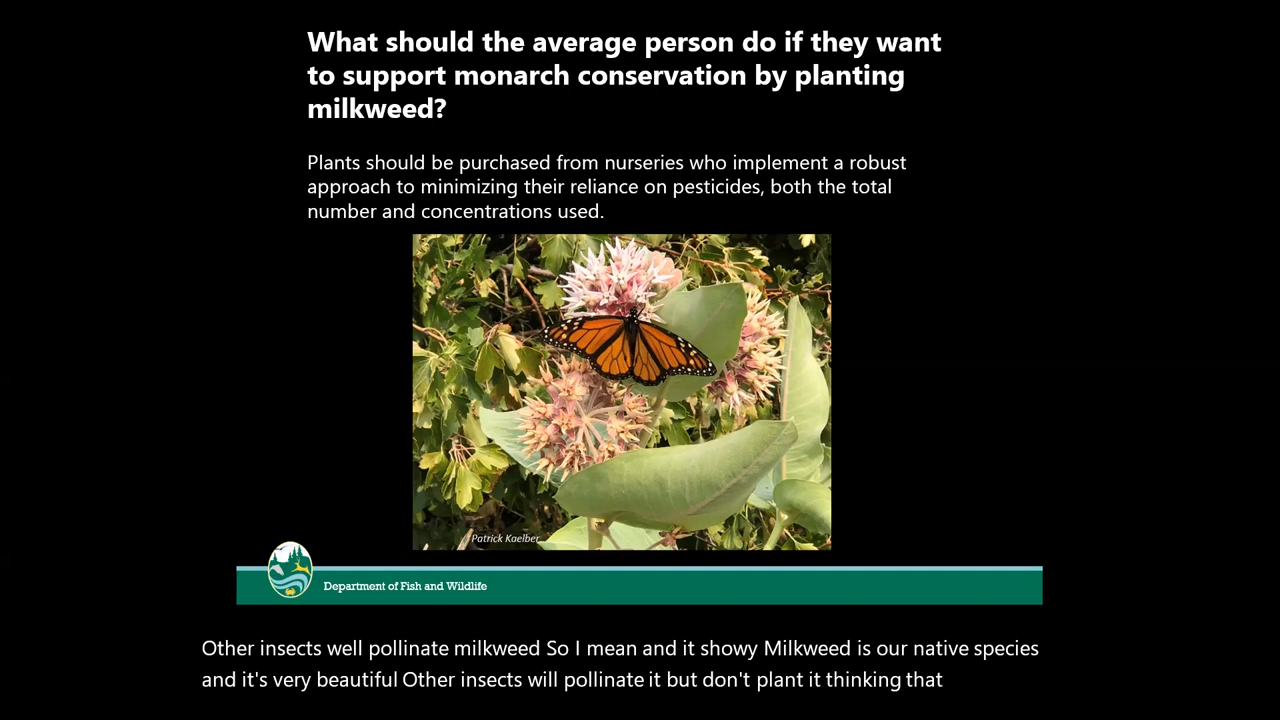 What should the average person do if they want
to support monarch conservation by planting
milkweed?
Plants should be purchased from nurseries who implement a robust
approach to minimizing their reliance on pesticides, both the total
number and concentrations used.
Patrick Kaelber
Department of Fish and Wildlife
Other insects well pollinate milkweed So I mean and it showy Milkweed is our native species
and it's very beautiful Other insects will pollinate it but don't plant it thinking that